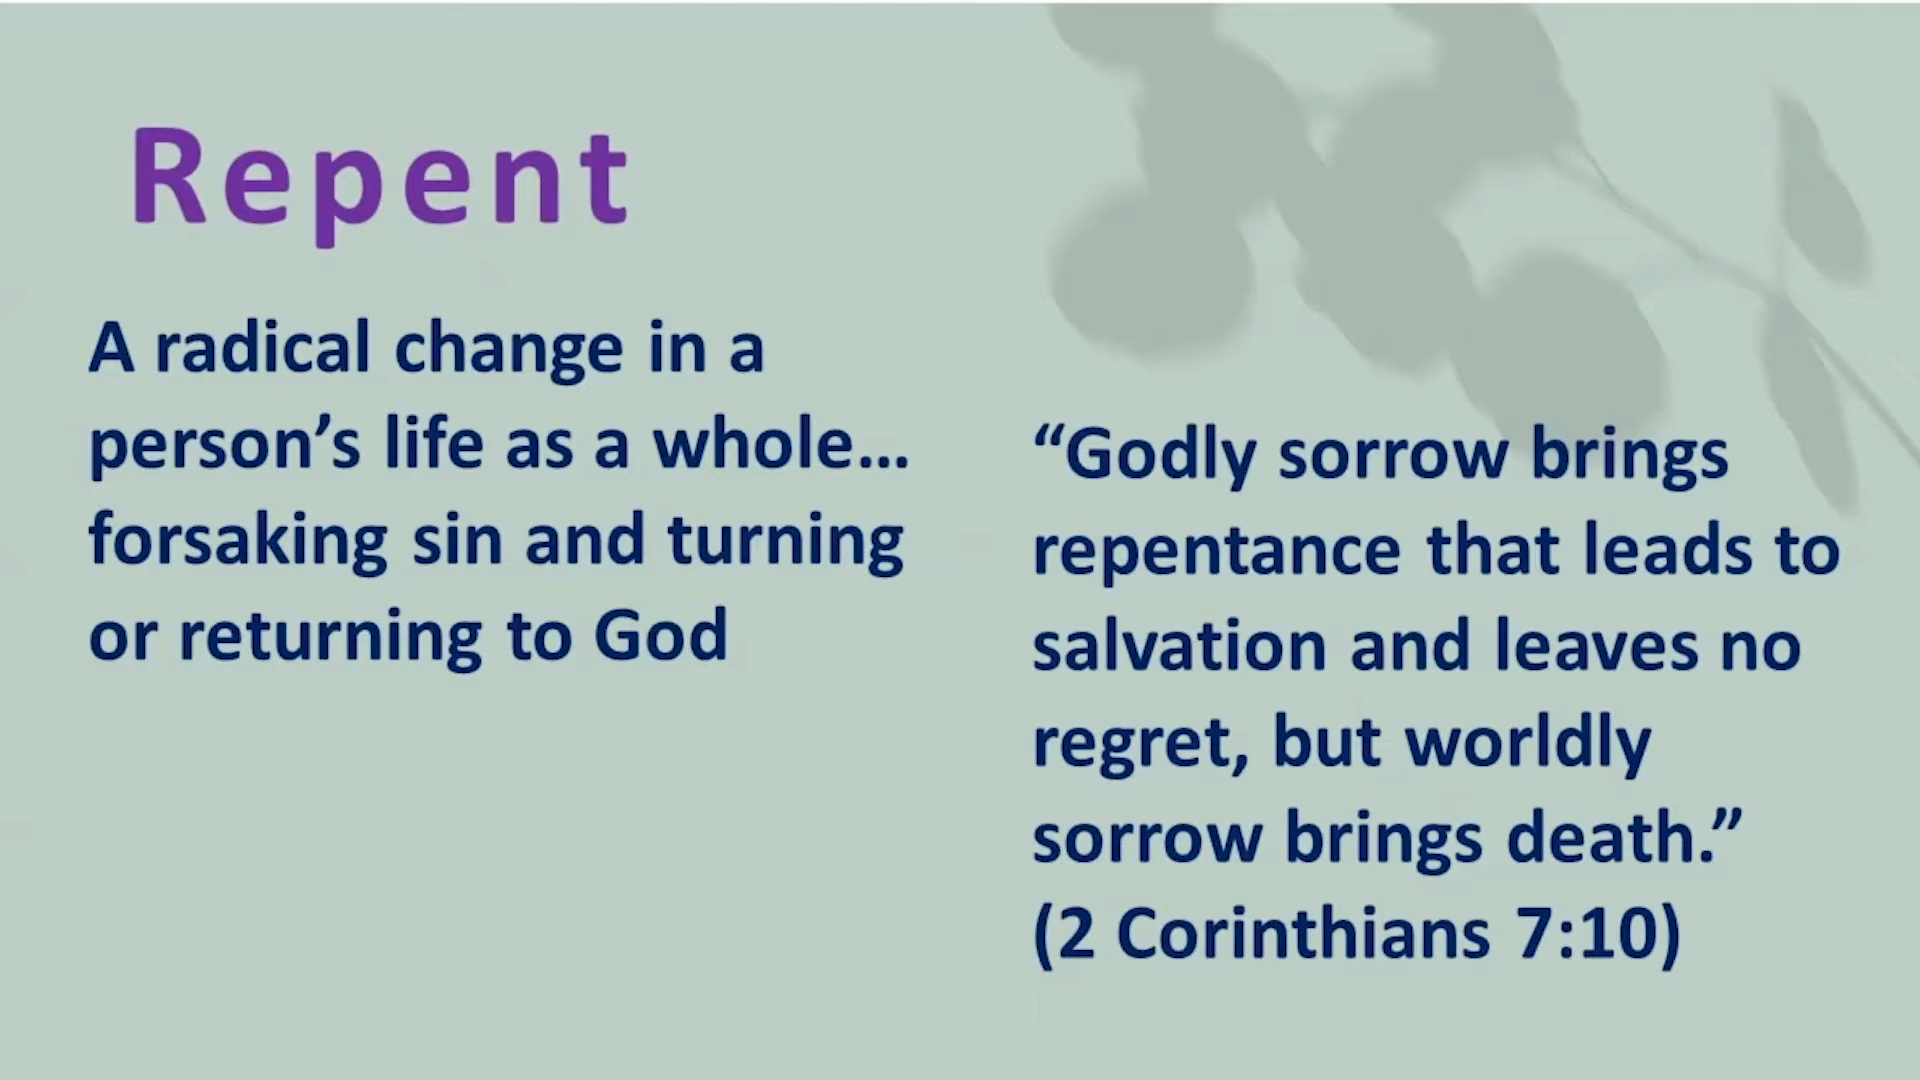 Repent
A radical change in a
person’s life as a whole…
forsaking sin and turning
or returning to God
“Godly sorrow brings
repentance that leads to
salvation and leaves no
regret, but worldly
sorrow brings death.”
(2 Corinthians 7:10)